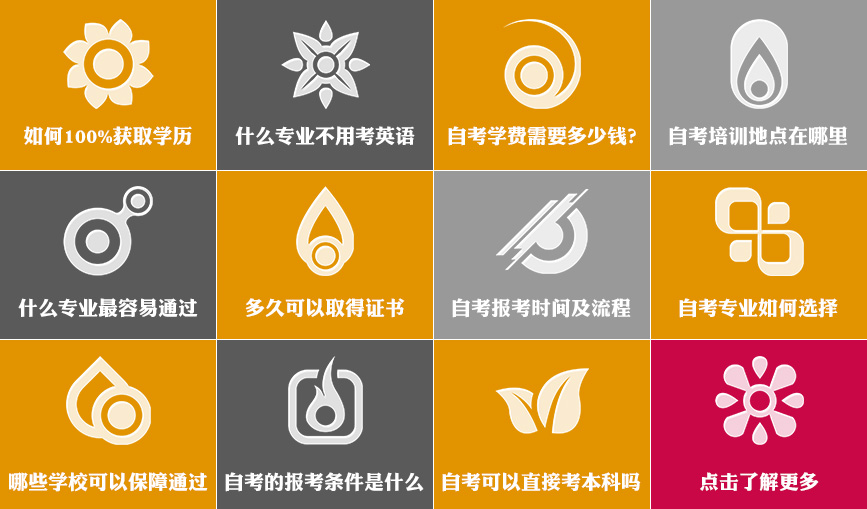 如何100%获取学历
什么专业不用考英语
自考学费需要多少钱?
自考培训地点在哪里
什么专业最容易通过
多久可以取得证书
自考报考时间及流程
自考专业如何选择
哪些学校可以保障通过
自考的报考条件是什么
自考可以直接考本科吗
点击了解更多